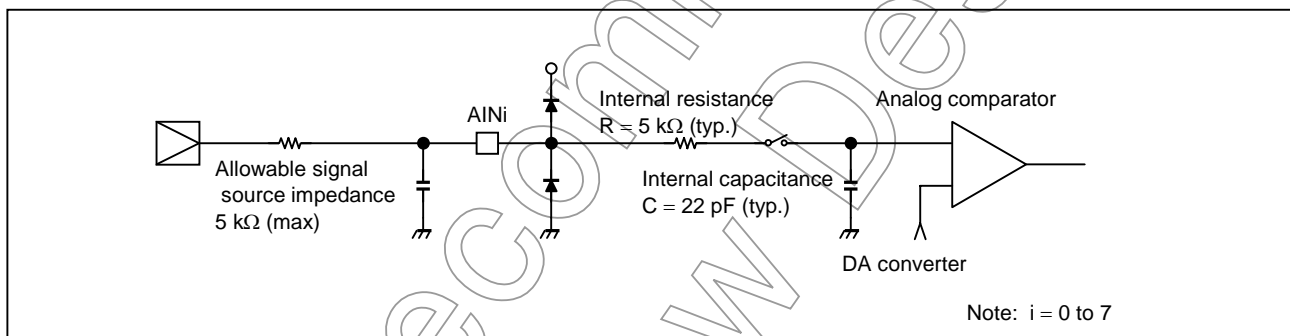 AINi
Internal resistance
R = 5 kΩ (typ.)
Analog comparator
Allowable signal
source impedance
5 kΩ (max)
Internal capacitance
C = 22 pF (typ.)
DA converter
Note: i = 0 to 7